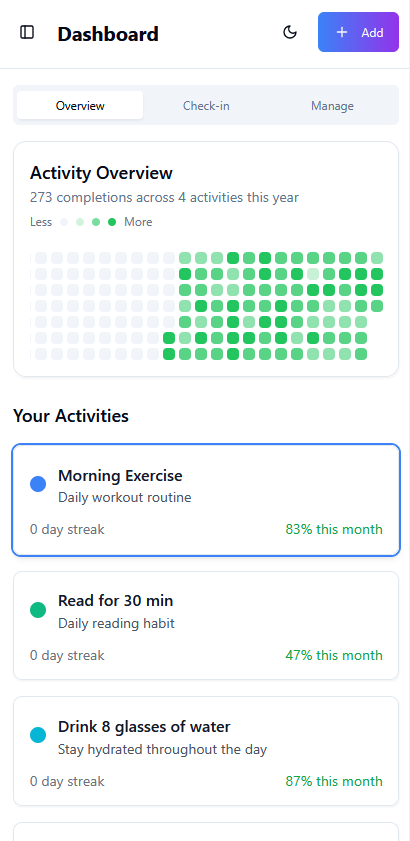 Dashboard
Add
Overview
Check-in
Manage
Activity Overview
273 completions across 4 activities this year
Less
More
Your Activities
Morning Exercise
Daily workout routine
0 day streak
83% this month
Read for 30 min
Daily reading habit
0 day streak
47% this month
Drink 8 glasses of water
Stay hydrated throughout the day
0 day streak
87% this month